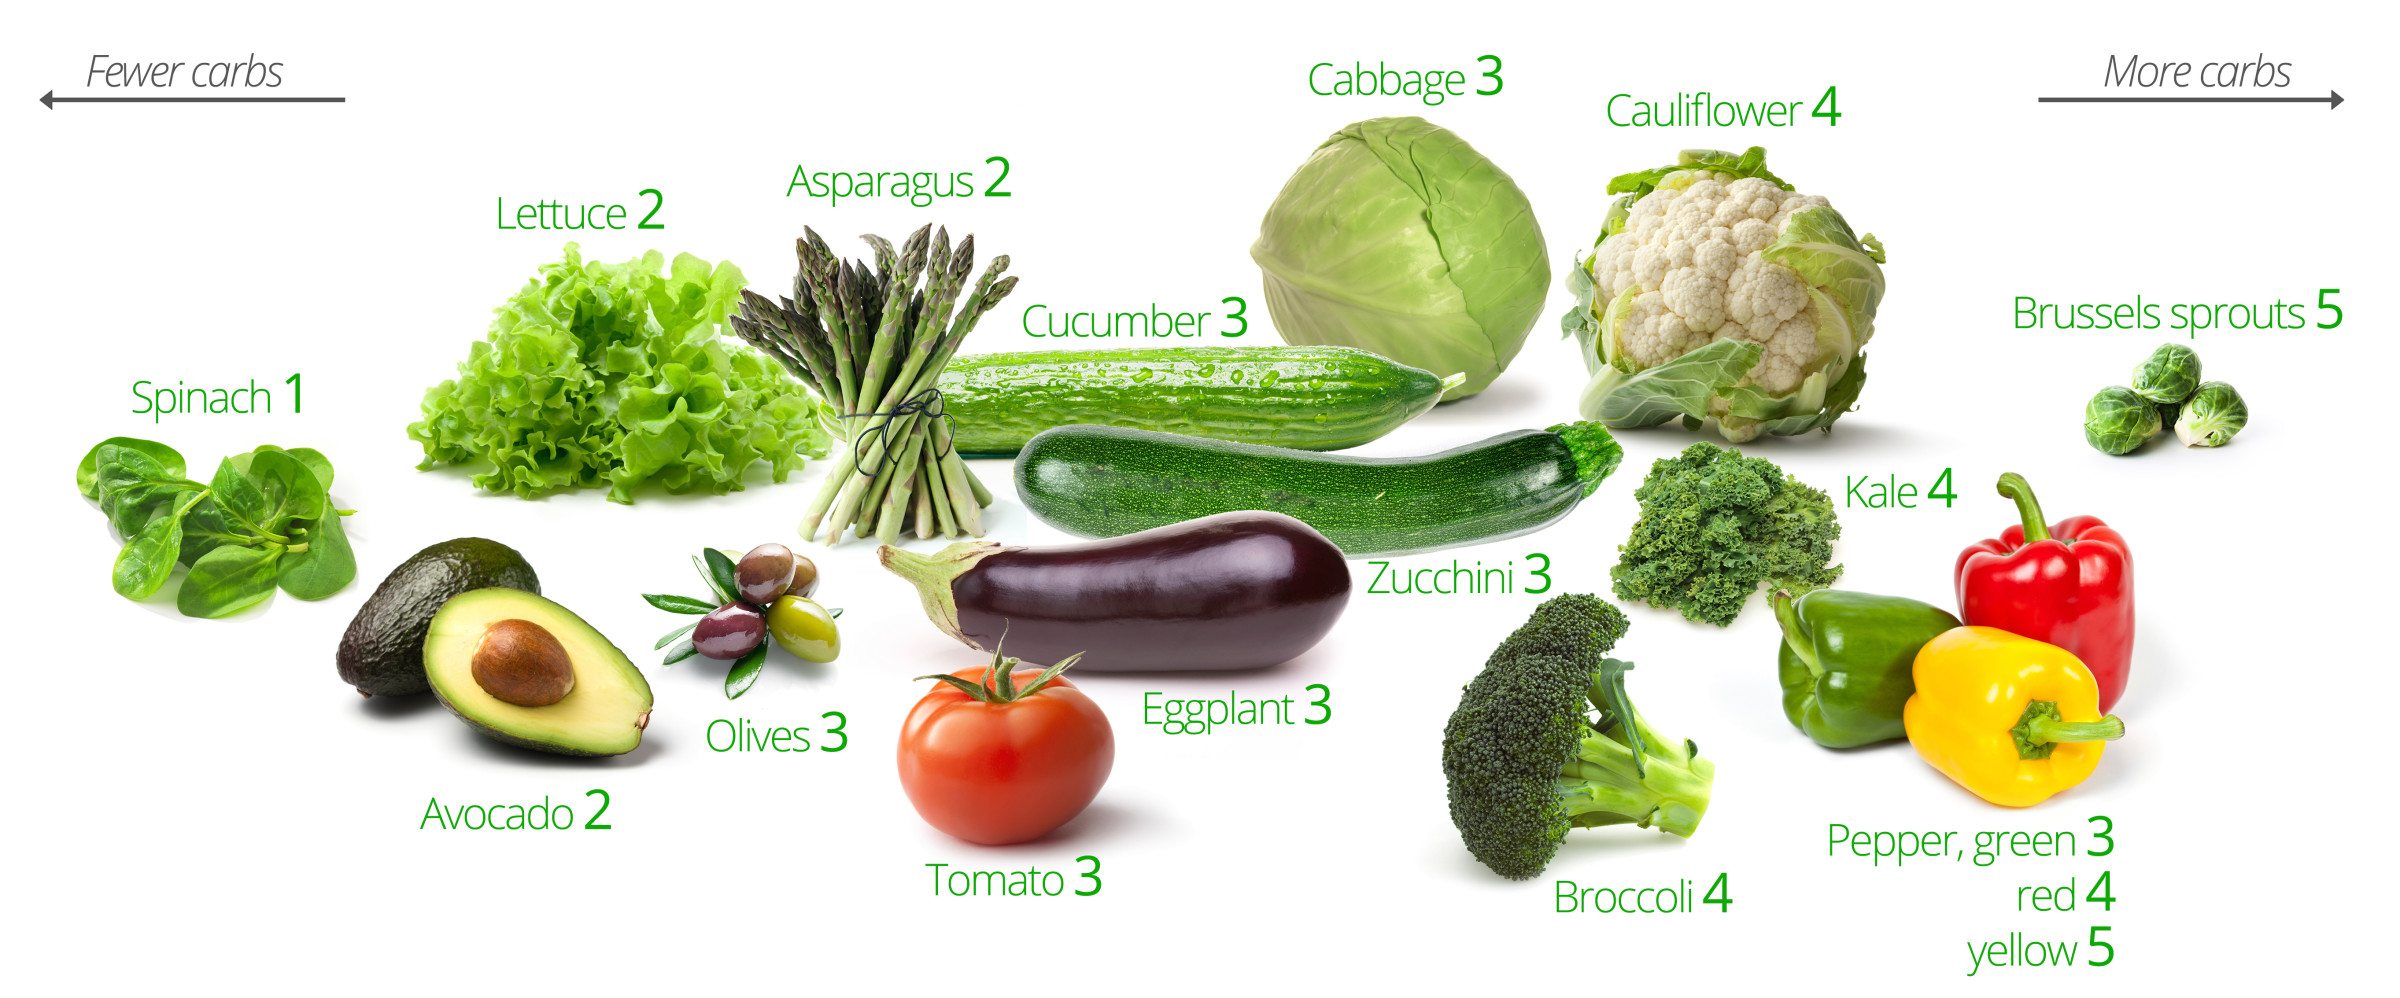 Fewer carbs
More carbs
Cabbage 3
Cauliflower 4
Asparagus 2
Lettuce 2
Cucumber 3
Brussels sprouts 5
Spinach 1
Kale 4
Zucchini 3
Eggplant 3
Olives 3
Avocado 2
Tomato 3
Broccoli 4
Pepper, green 3
red 4
yellow 5